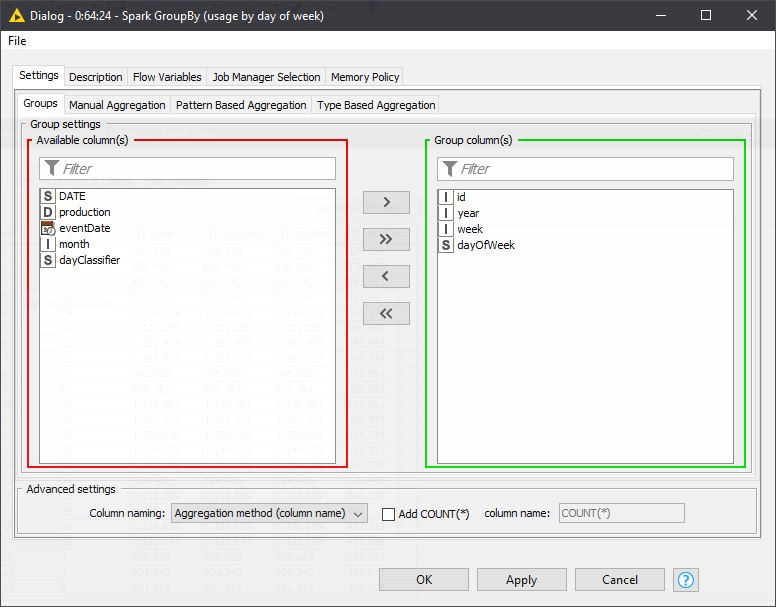 Dialog - 0:64:24 - Spark GroupBy (usage by day of week)
File
Settings Description Flow Variables Job Manager Selection Memory Policy
Groups Manual Aggregation Pattern Based Aggregation Type Based Aggregation
Group settings
Available column(s) Group column(s)
Filter Filter
S DATE
D production
eventDate
I month
S dayClassifier
>
>>
<
<<
I id
I year
I week
S dayOfWeek
Advanced settings
Column naming: Aggregation method (column name) Add COUNT(*) column name: COUNT(*)
OK Apply Cancel ?